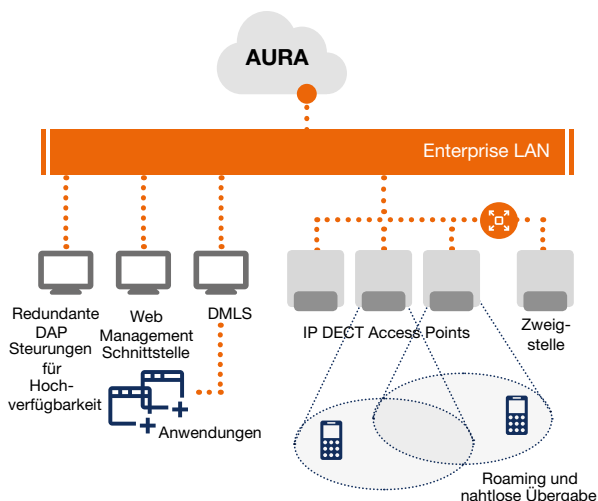 AURA
Enterprise LAN
Redundante
DAP
Steurungen
für
Hoch-
verfügbarkeit
Web
Management
Schnittstelle
DMLS
IP DECT Access Points
Zweig-
stelle
Anwendungen
Roaming und
nahtlose Übergabe